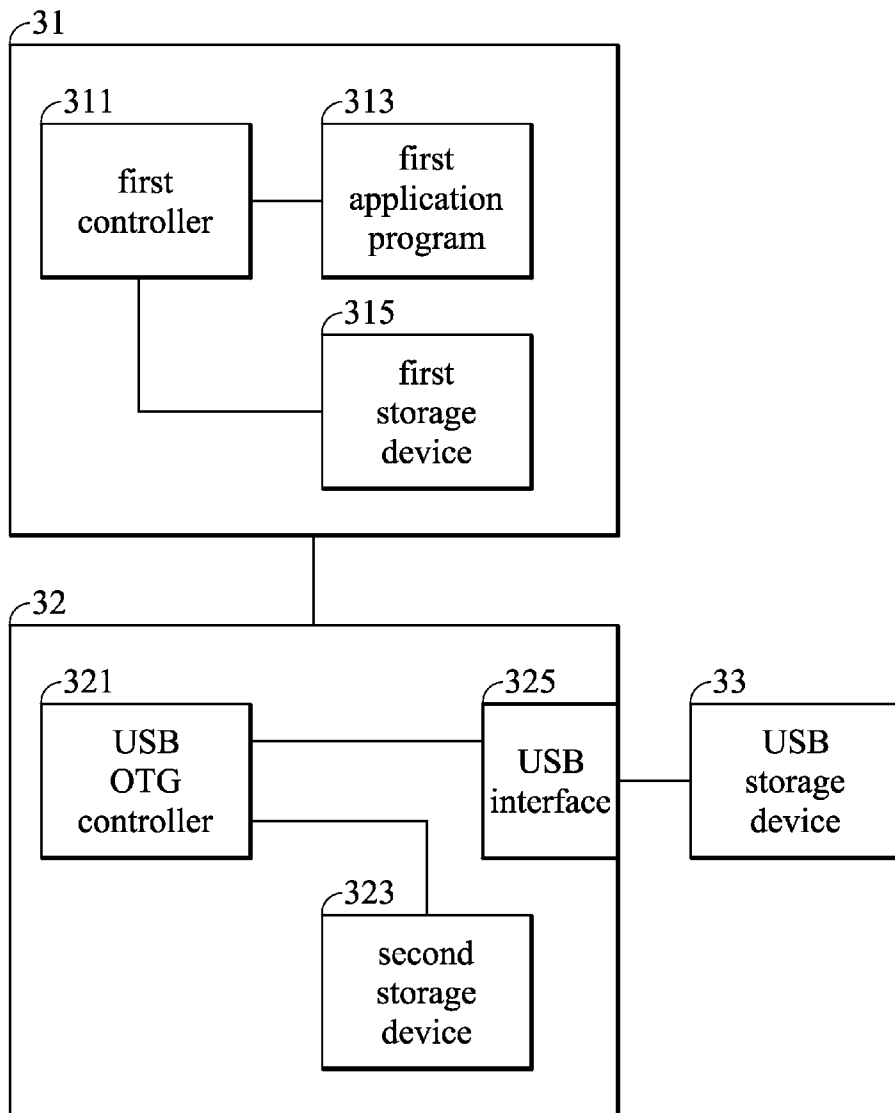 31
311
first
controller
313
first
application
program
315
first
storage
device
32
321
USB
OTG
controller
325
USB
interface
33
USB
storage
device
323
second
storage
device